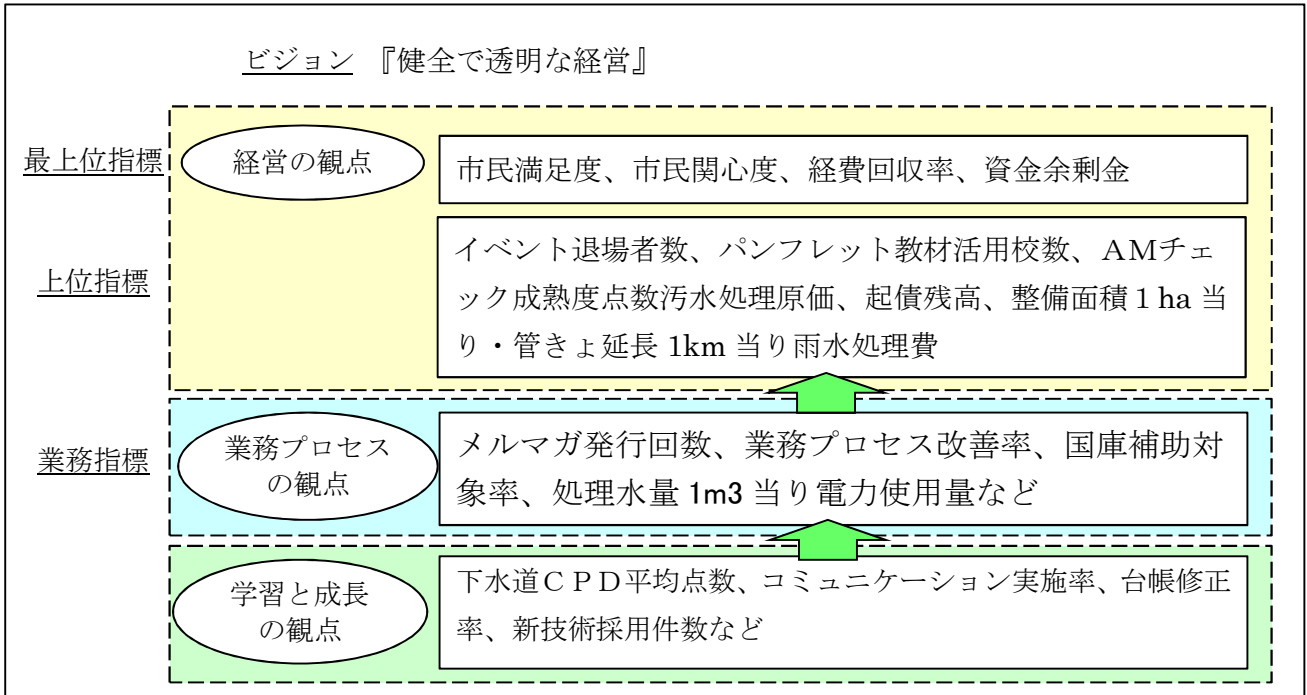 ビジョン 『健全で透明な経営』
最上位指標
経営の観点
市民満足度、市民関心度、経費回収率、資金余剰金
上位指標
イベント退場者数、パンフレット教材活用校数、ＡＭチェ
ック成熟度点数汚水処理原価、起債残高、整備面積１ha 当
り・管きょ延長 1km 当り雨水処理費
業務指標
業務プロセス
の観点
メルマガ発行回数、業務プロセス改善率、国庫補助対
象率、処理水量 1m3 当り電力使用量など
学習と成長
の観点
下水道ＣＰＤ平均点数、コミュニケーション実施率、台帳修正
率、新技術採用件数など